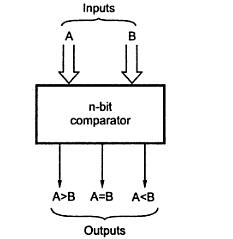 Inputs
A B
n-bit
comparator
A>B A=B A<B
Outputs